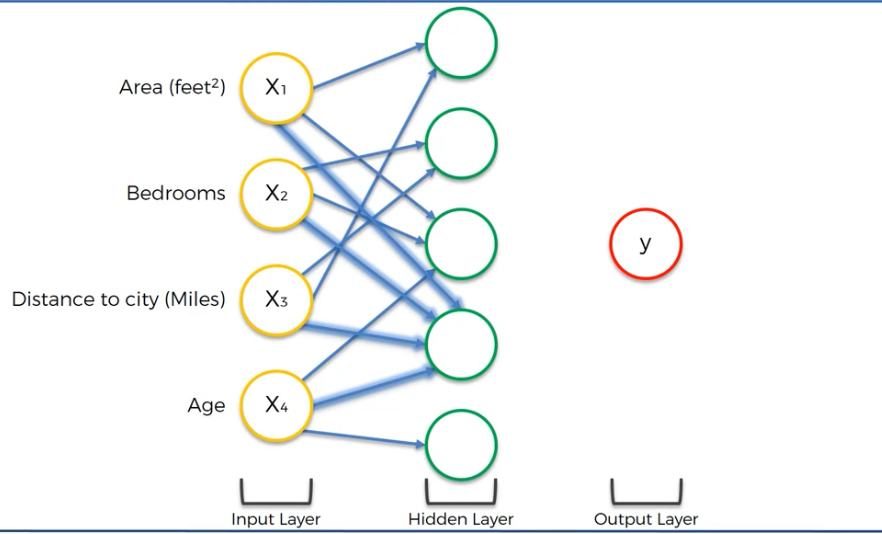 Area (feet²)
X₁
Bedrooms
X₂
Distance to city (Miles)
X₃
Age
X₄
y
Input Layer
Hidden Layer
Output Layer